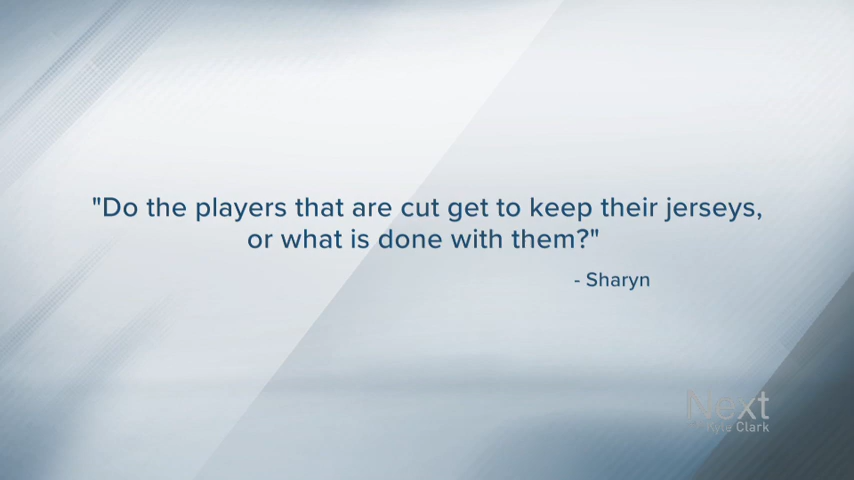 "Do the players that are cut get to keep their jerseys,
or what is done with them?"
- Sharyn
Next
Kyle Clark